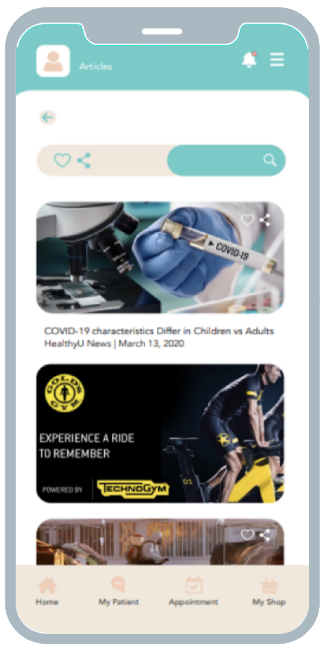 Articles
COVID-19
COVID-19 characteristics Differ in Children vs Adults
HealthyU News | March 13, 2020
GOLD'S
GYM
EXPERIENCE A RIDE
TO REMEMBER
POWERED BY TECHNOGYM
Home My Patient Appointment My Shop